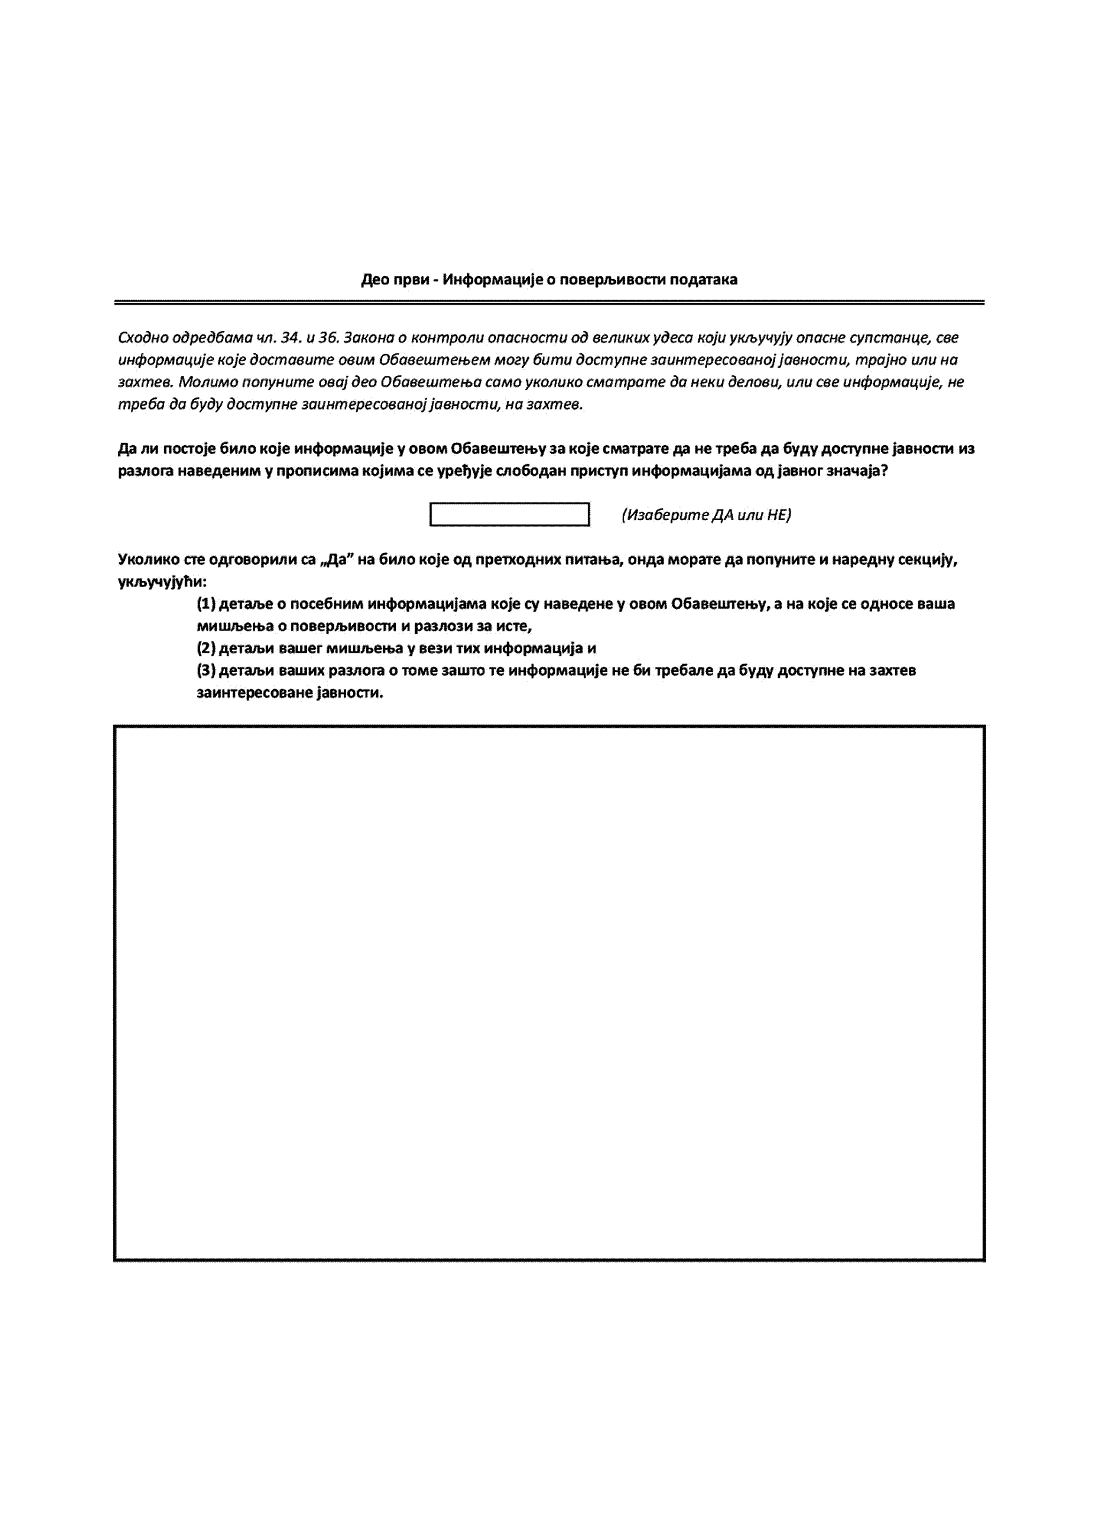 Део први - Информације о поверљивости података
Сходно одредбама чл. 34. и 36. Закона о контроли опасности од великих удеса који укључују опасне супстанце, све
информације које доставите овим Обавештењем могу бити доступне заинтересованој јавности, трајно или на
захтев. Молимо попуните овај део Обавештења само уколико сматрате да неки делови, или све информације, не
треба да буду доступне заинтересованој јавности, на захтев.
Да ли постоје било које информације у овом Обавештењу за које сматрате да не треба да буду доступне јавности из
разлога наведеним у прописима којима се уређује слободан приступ информацијама од јавног значаја?
(Изаберите ДА или НЕ)
Уколико сте одговорили са „Да” на било које од претходних питања, онда морате да попуните и наредну секцију,
укључујући:
(1) детаље о посебним информацијама које су наведене у овом Обавештењу, а на које се односе ваша
мишљења о поверљивости и разлози за исте,
(2) детаљи вашег мишљења у вези тих информација и
(3) детаљи ваших разлога о томе зашто те информације не би требале да буду доступне на захтев
заинтересоване јавности.